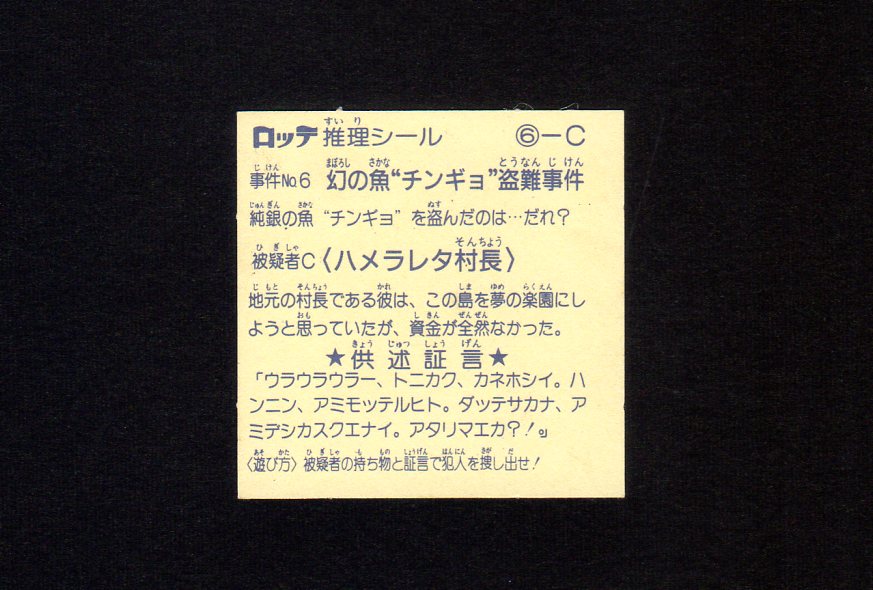 ロッテ推理シール ⑥−C
事件No.6 幻の魚“チンギョ”盗難事件
純銀の魚“チンギョ”を盗んだのは…だれ？
被疑者C〈ハメラレタ村長〉
地元の村長である彼は、この島を夢の楽園にし
ようと思っていたが、資金が全然なかった。
★供述証言★
「ウラウラウラー、トニカク、カネホシイ。ハ
ンニン、アミモッテルヒト。ダッテサカナ、ア
ミデシカスクエナイ。アタリマエカ？！。」
〈遊び方〉被疑者の持ち物と証言で犯人を捜し出せ！